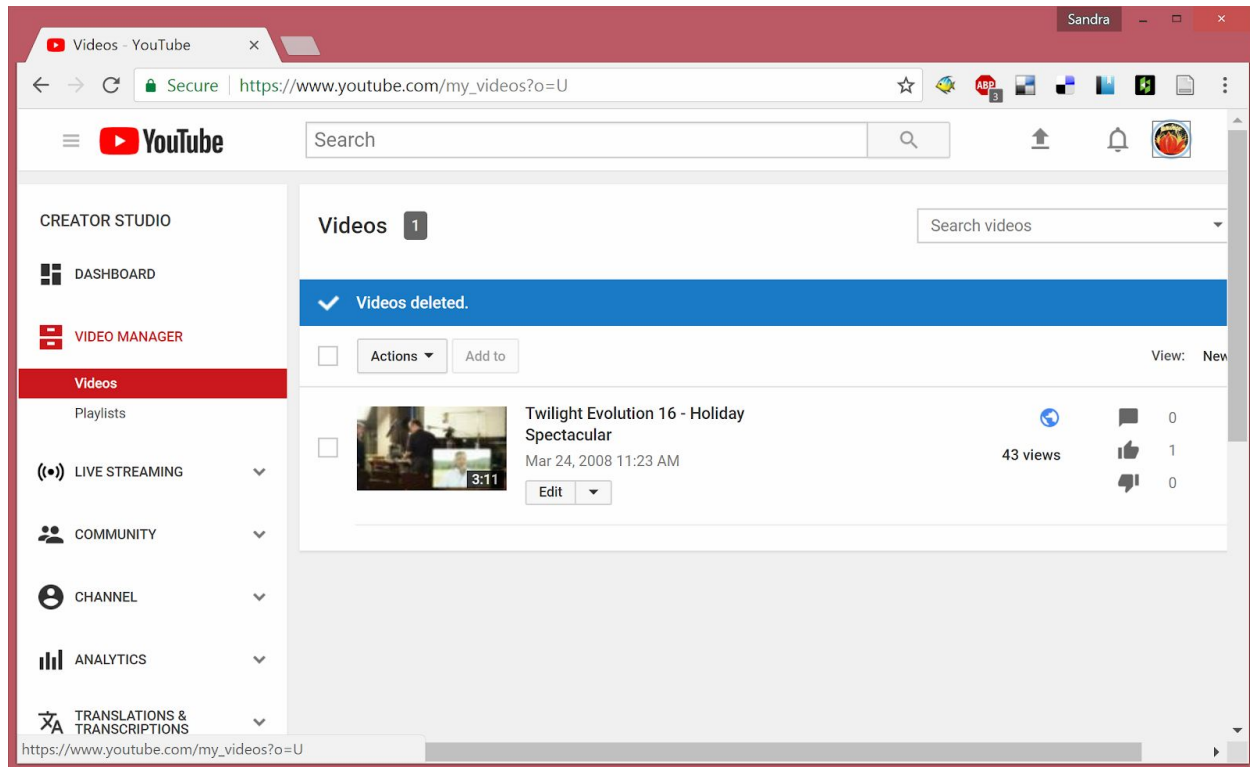 Sandra
Videos - YouTube
Secure
https://www.youtube.com/my_videos?o=U
ABP
3
YouTube
Search
CREATOR STUDIO
DASHBOARD
VIDEO MANAGER
Videos
Playlists
LIVE STREAMING
COMMUNITY
CHANNEL
ANALYTICS
TRANSLATIONS &
TRANSCRIPTIONS
Videos 1
Search videos
Videos deleted.
Actions
Add to
View: New
Twilight Evolution 16 - Holiday
Spectacular
Mar 24, 2008 11:23 AM
3:11
Edit
43 views
0
1
0
https://www.youtube.com/my_videos?o=U